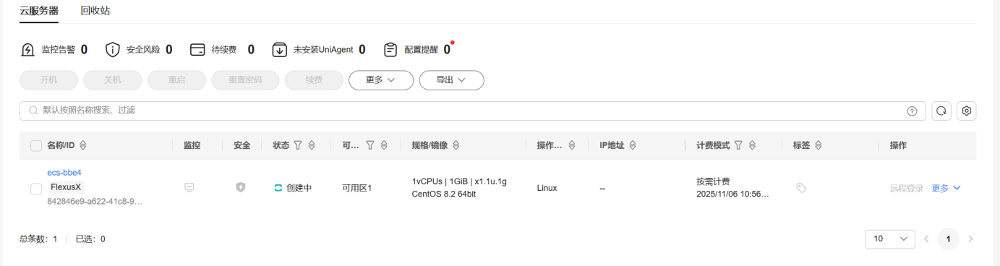 云服务器 回收站
监控告警 0 安全风险 0 待续费 0 未安装UniAgent 0 配置提醒 0
开机 关机 重启 重置密码 续费 更多 导出
默认按照名称搜索、过滤
名称/ID 监控 安全 状态 可... 规格/镜像 操作... IP地址 计费模式 标签 操作
ecs-bbe4
FlexusX
842846e9-a622-41c8-9...
创建中
可用区1
1vCPUs | 1GiB | x1.1u.1g
CentOS 8.2 64bit
Linux
--
按需计费
2025/11/06 10:56...
远程登录 更多
总条数: 1 | 已选: 0
10 1